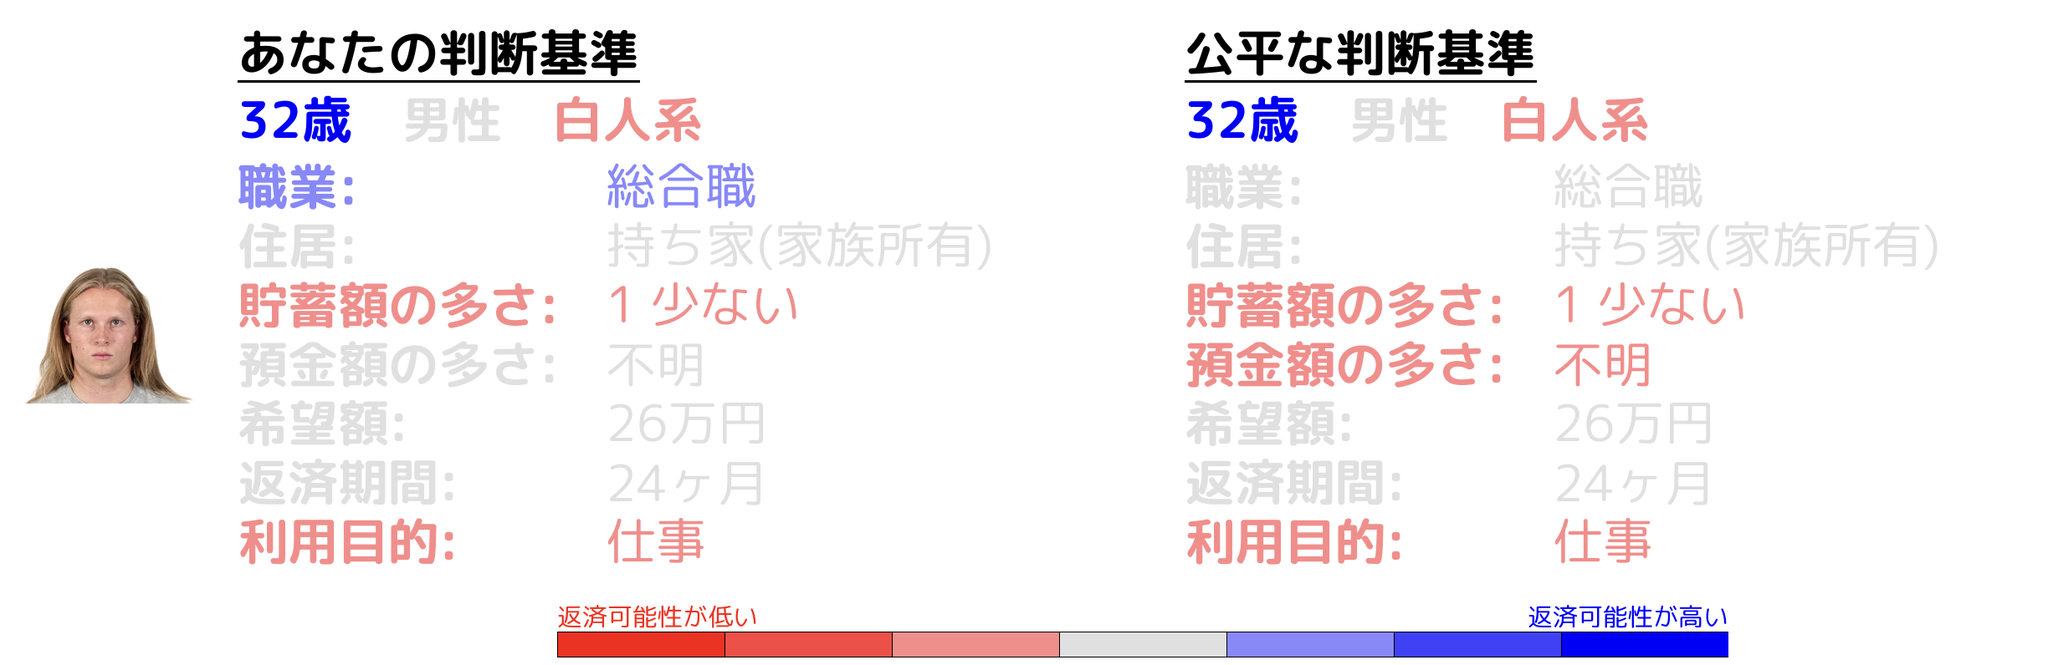 あなたの判断基準
32歳 男性 白人系
職業: 総合職
住居: 持ち家(家族所有)
貯蓄額の多さ: 1 少ない
預金額の多さ: 不明
希望額: 26万円
返済期間: 24ヶ月
利用目的: 仕事
公平な判断基準
32歳 男性 白人系
職業: 総合職
住居: 持ち家(家族所有)
貯蓄額の多さ: 1 少ない
預金額の多さ: 不明
希望額: 26万円
返済期間: 24ヶ月
利用目的: 仕事
返済可能性が低い
返済可能性が高い